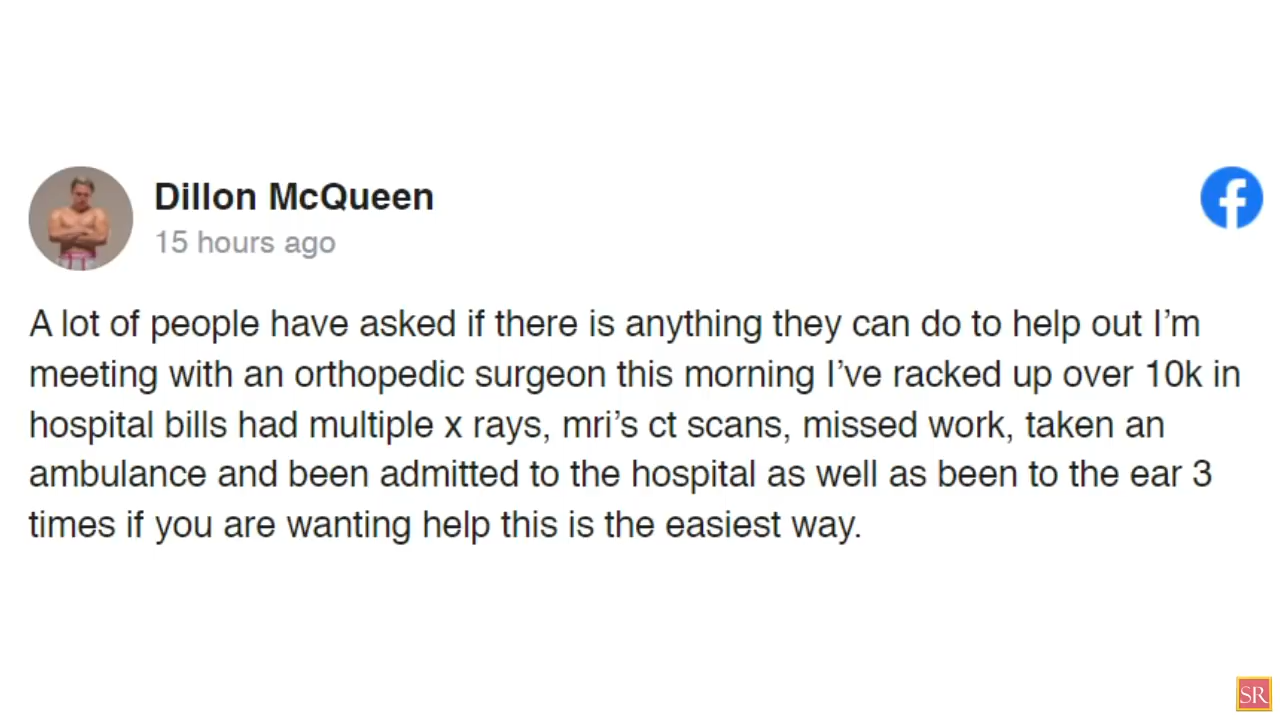 Dillon McQueen
15 hours ago
A lot of people have asked if there is anything they can do to help out I'm
meeting with an orthopedic surgeon this morning I've racked up over 10k in
hospital bills had multiple x rays, mri's ct scans, missed work, taken an
ambulance and been admitted to the hospital as well as been to the ear 3
times if you are wanting help this is the easiest way.
SR